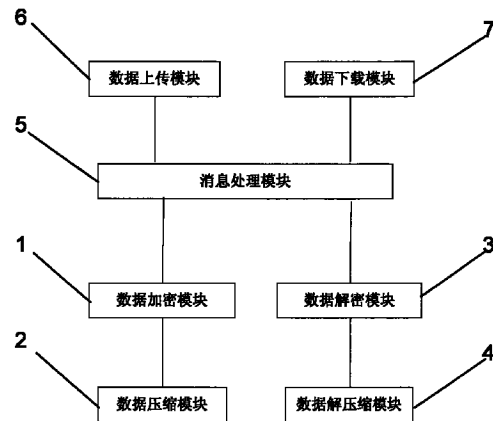 6
7
数据上传模块
数据下载模块
5
消息处理模块
1
3
数据加密模块
数据解密模块
2
4
数据压缩模块
数据解压缩模块